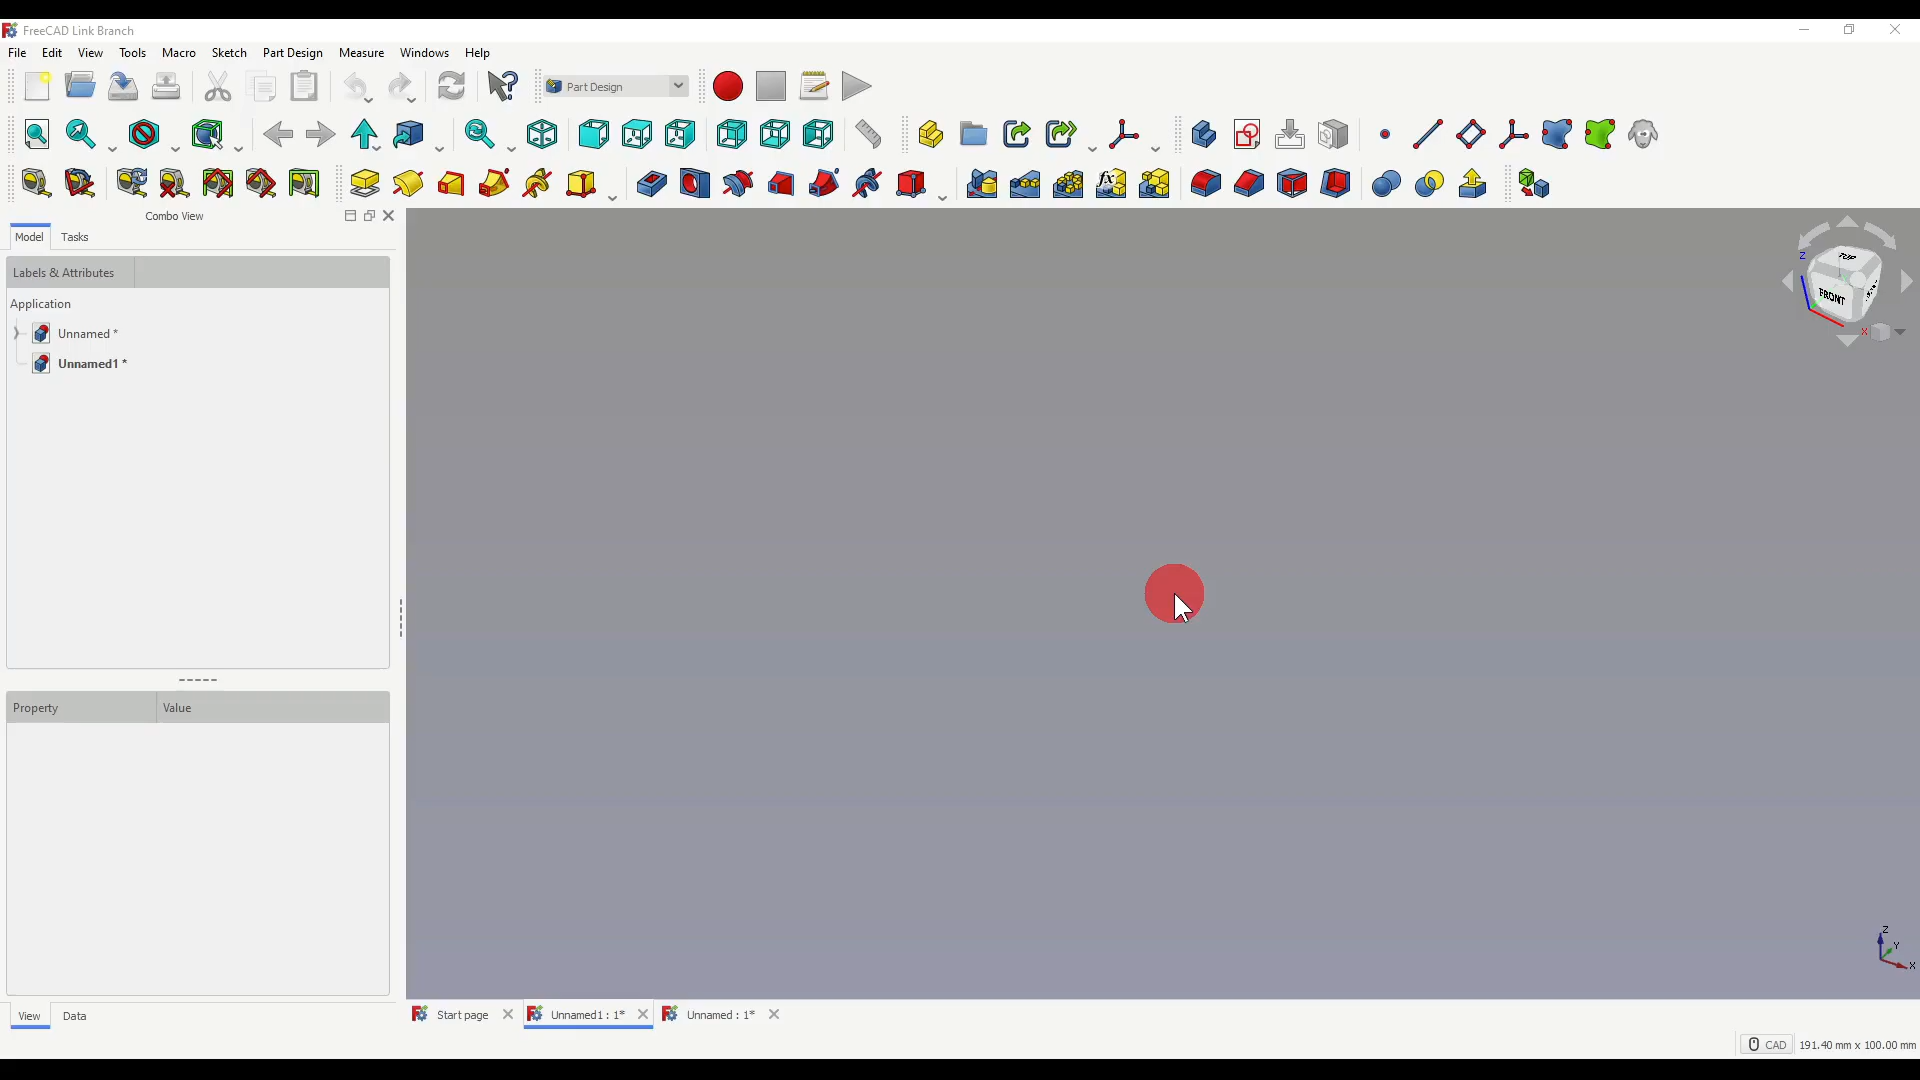 FreeCAD Link Branch
File Edit View Tools Macro Sketch Part Design Measure Windows Help
Part Design
Combo View
Model Tasks
Labels & Attributes
Application
Unnamed *
Unnamed1 *
Property Value
View Data
TOP
FRONT
Z
X
f(x)
Z
Y
X
Start page Unnamed1 : 1* Unnamed : 1*
CAD 191.40 mm x 100.00 mm